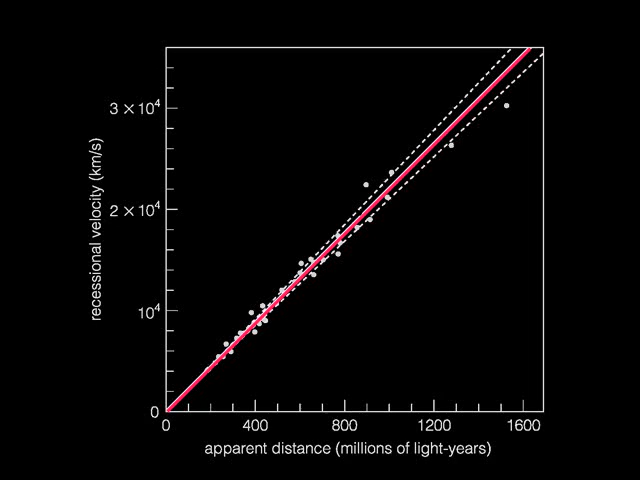 recessional velocity (km/s)
3 × 10⁴
2 × 10⁴
10⁴
0
0 400 800 1200 1600
apparent distance (millions of light-years)